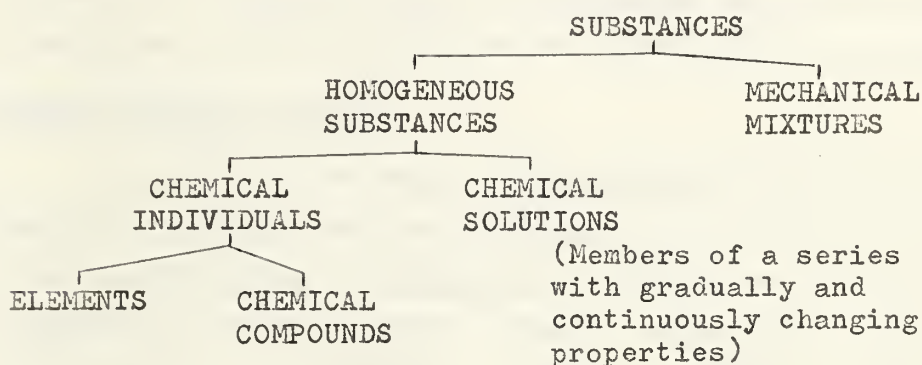 SUBSTANCES
HOMOGENEOUS
SUBSTANCES
MECHANICAL
MIXTURES
CHEMICAL
INDIVIDUALS
CHEMICAL
SOLUTIONS
(Members of a series
with gradually and
continuously changing
properties)
ELEMENTS
CHEMICAL
COMPOUNDS